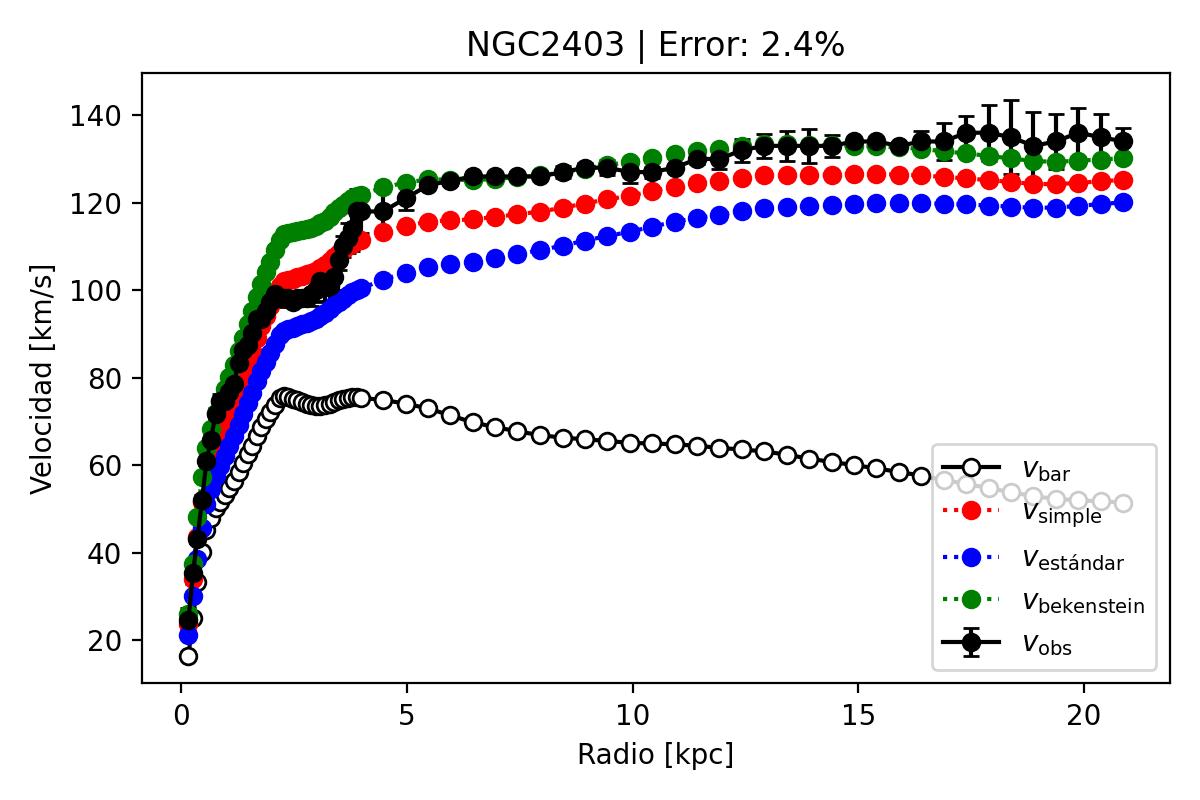 NGC2403 | Error: 2.4%
Velocidad [km/s]
140
120
100
80
60
40
20
0
5
10
15
20
Radio [kpc]
v_bar
v_simple
v_estándar
v_bekenstein
v_obs